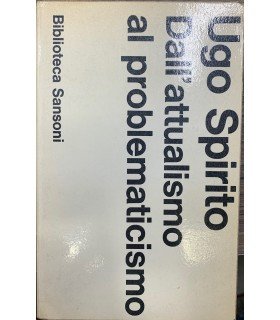 Ugo Spirito
Dall'attualismo
al problematicismo
Biblioteca Sansoni